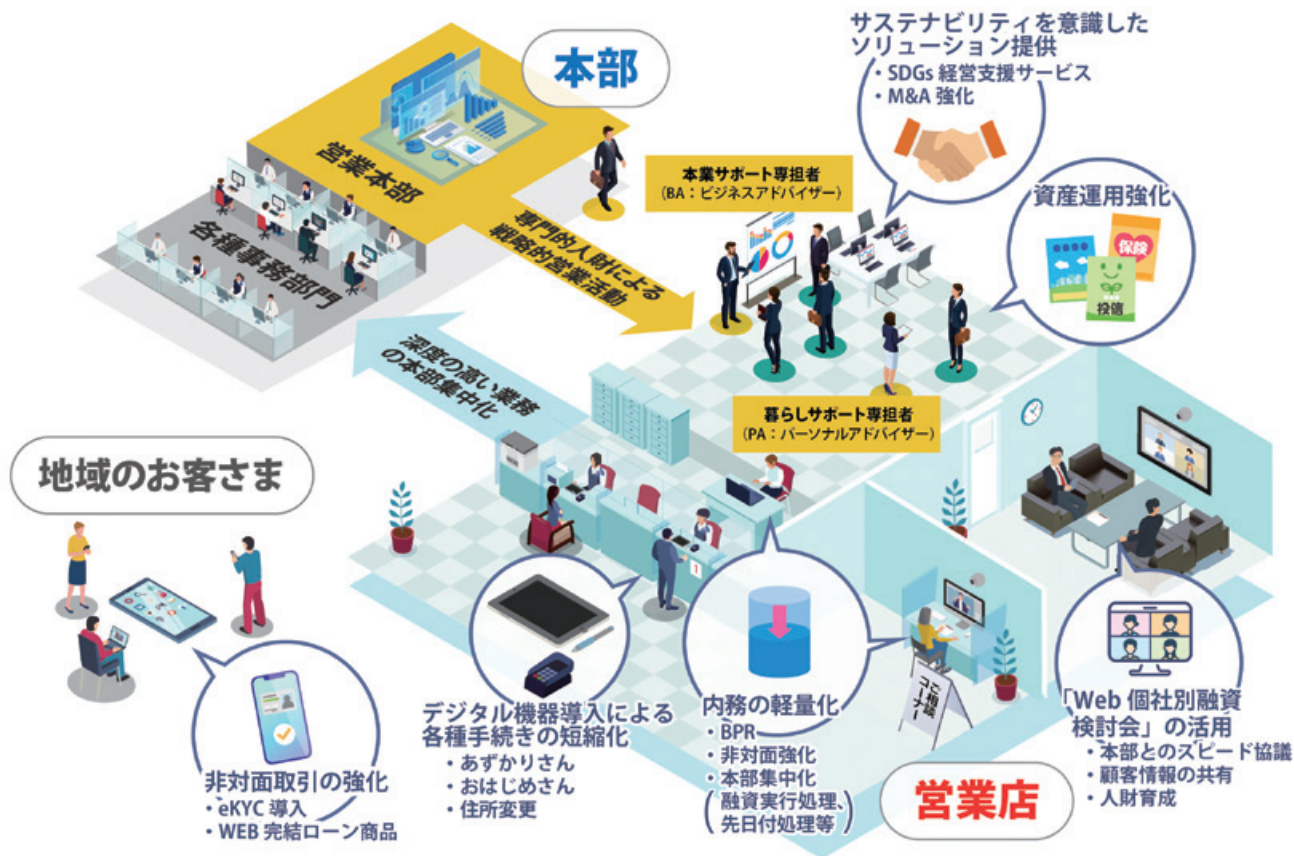 本部
営業本部
各種事務部門
専門的人財による
戦略的営業活動
深度の高い業務
の本部集中化
サステナビリティを意識した
ソリューション提供
・SDGs 経営支援サービス
・M&A 強化
本業サポート専担者
(BA:ビジネスアドバイザー)
資産運用強化
保険
投信
暮らしサポート専担者
(PA:パーソナルアドバイザー)
地域のお客さま
非対面取引の強化
・eKYC 導入
・WEB 完結ローン商品
1
デジタル機器導入による
各種手続きの短縮化
・あずかりさん
・おはじめさん
・住所変更
内務の軽量化
・BPR
・非対面強化
・本部集中化
(融資実行処理、
先日付処理等)
ご相談
コーナー
営業店
「Web 個社別融資
検討会」の活用
・本部とのスピード協議
・顧客情報の共有
・人財育成